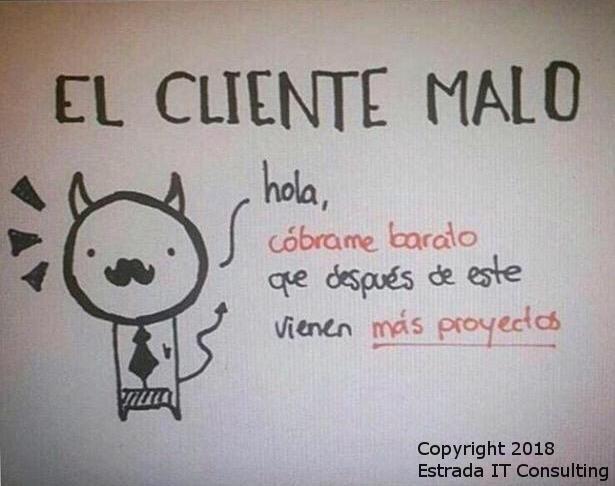 EL CLIENTE MALO
hola,
cóbrame barato
que después de este
vienen más proyectos
Copyright 2018
Estrada IT Consulting